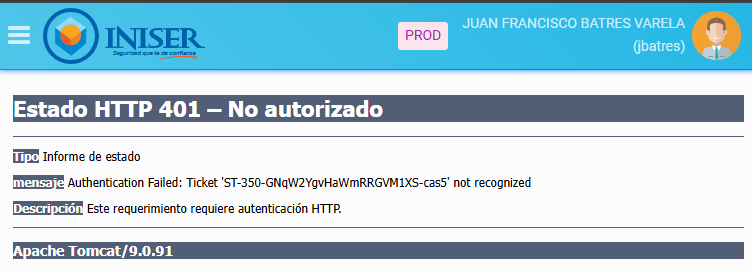 INISER
Seguridad que te da confianza
PROD
JUAN FRANCISCO BATRES VARELA
(jbatres)
Estado HTTP 401 – No autorizado
Tipo Informe de estado
mensaje Authentication Failed: Ticket 'ST-350-GNqW2YgvHaWmRRGVM1XS-cas5' not recognized
Descripción Este requerimiento requiere autenticación HTTP.
Apache Tomcat/9.0.91